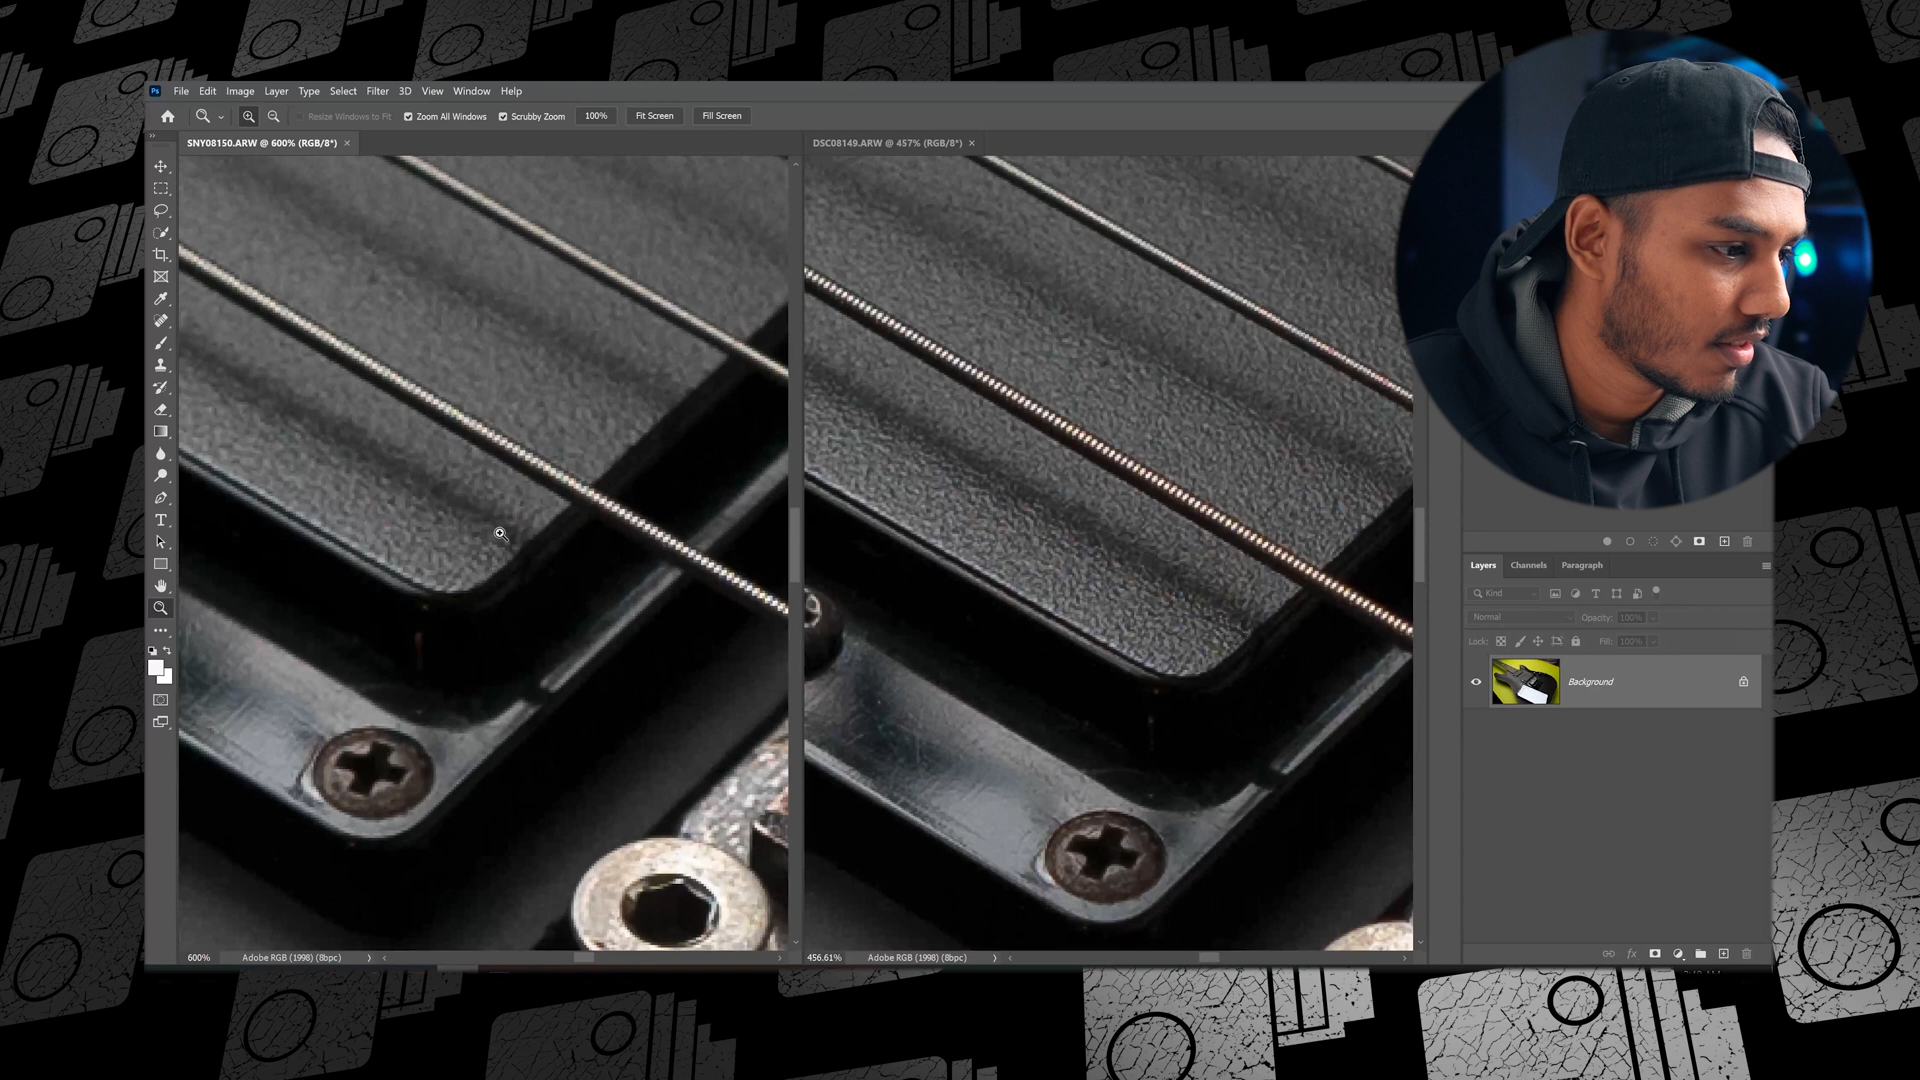 Ps File Edit Image Layer Type Select Filter 3D View Window Help
Resize Windows to Fit Zoom All Windows Scrubby Zoom 100% Fit Screen Fill Screen
SNY08150.ARW @ 600% (RGB/8*) × DSC08149.ARW @ 457% (RGB/8*) ×
Layers Channels Paragraph
Kind
Normal Opacity: 100%
Lock: Fill: 100%
Background
600% Adobe RGB (1998) (8bpc) 456.61% Adobe RGB (1998) (8bpc)